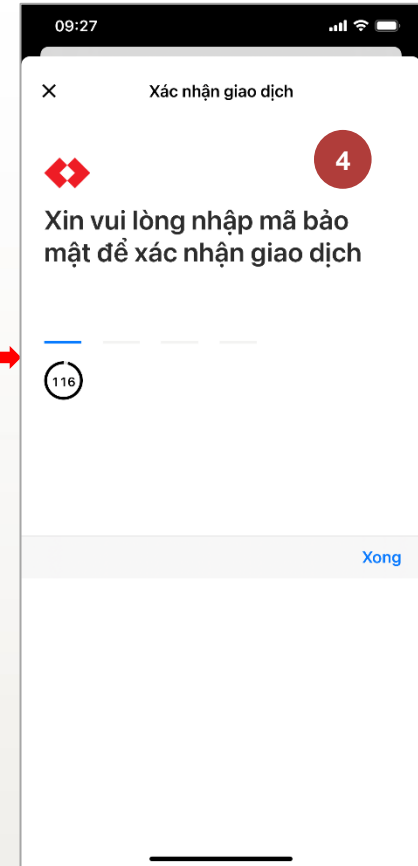 09:27
Xác nhận giao dịch
4
Xin vui lòng nhập mã bảo
mật để xác nhận giao dịch
116
Xong